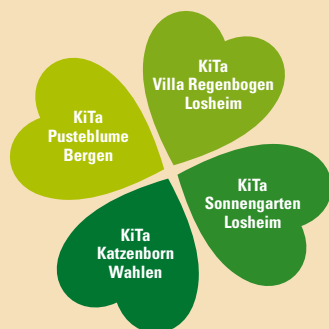 KiTa
Villa Regenbogen
Losheim
KiTa
Pusteblume
Bergen
KiTa
Sonnengarten
Losheim
KiTa
Katzenborn
Wahlen